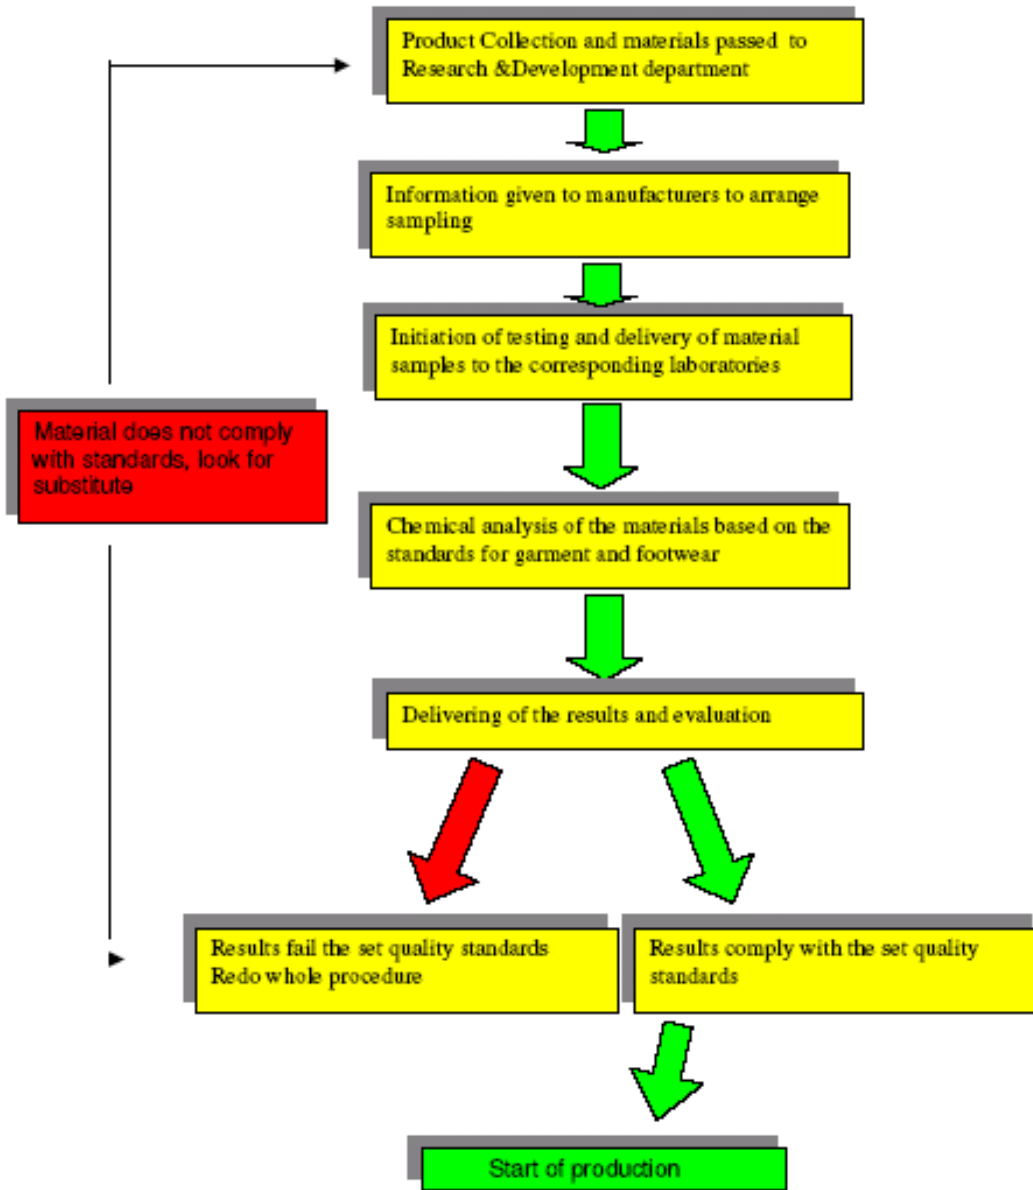 Product Collection and materials passed to
Research &Development department
Information given to manufacturers to arrange
sampling
Initiation of testing and delivery of material
samples to the corresponding laboratories
Material does not comply
with standards, look for
substitute
Chemical analysis of the materials based on the
standards for garment and footwear
Delivering of the results and evaluation
Results fail the set quality standards
Redo whole procedure
Results comply with the set quality
standards
Start of production